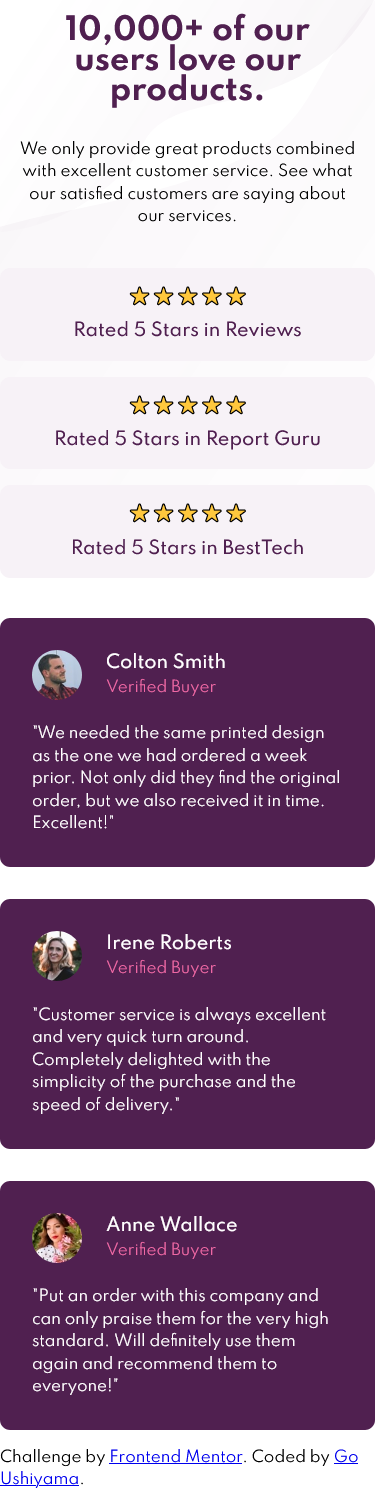 10,000+ of our
users love our
products.
We only provide great products combined
with excellent customer service. See what
our satisfied customers are saying about
our services.
Rated 5 Stars in Reviews
Rated 5 Stars in Report Guru
Rated 5 Stars in BestTech
Colton Smith
Verified Buyer
"We needed the same printed design
as the one we had ordered a week
prior. Not only did they find the original
order, but we also received it in time.
Excellent!"
Irene Roberts
Verified Buyer
"Customer service is always excellent
and very quick turn around.
Completely delighted with the
simplicity of the purchase and the
speed of delivery."
Anne Wallace
Verified Buyer
"Put an order with this company and
can only praise them for the very high
standard. Will definitely use them
again and recommend them to
everyone!"
Challenge by Frontend Mentor. Coded by Go
Ushiyama.